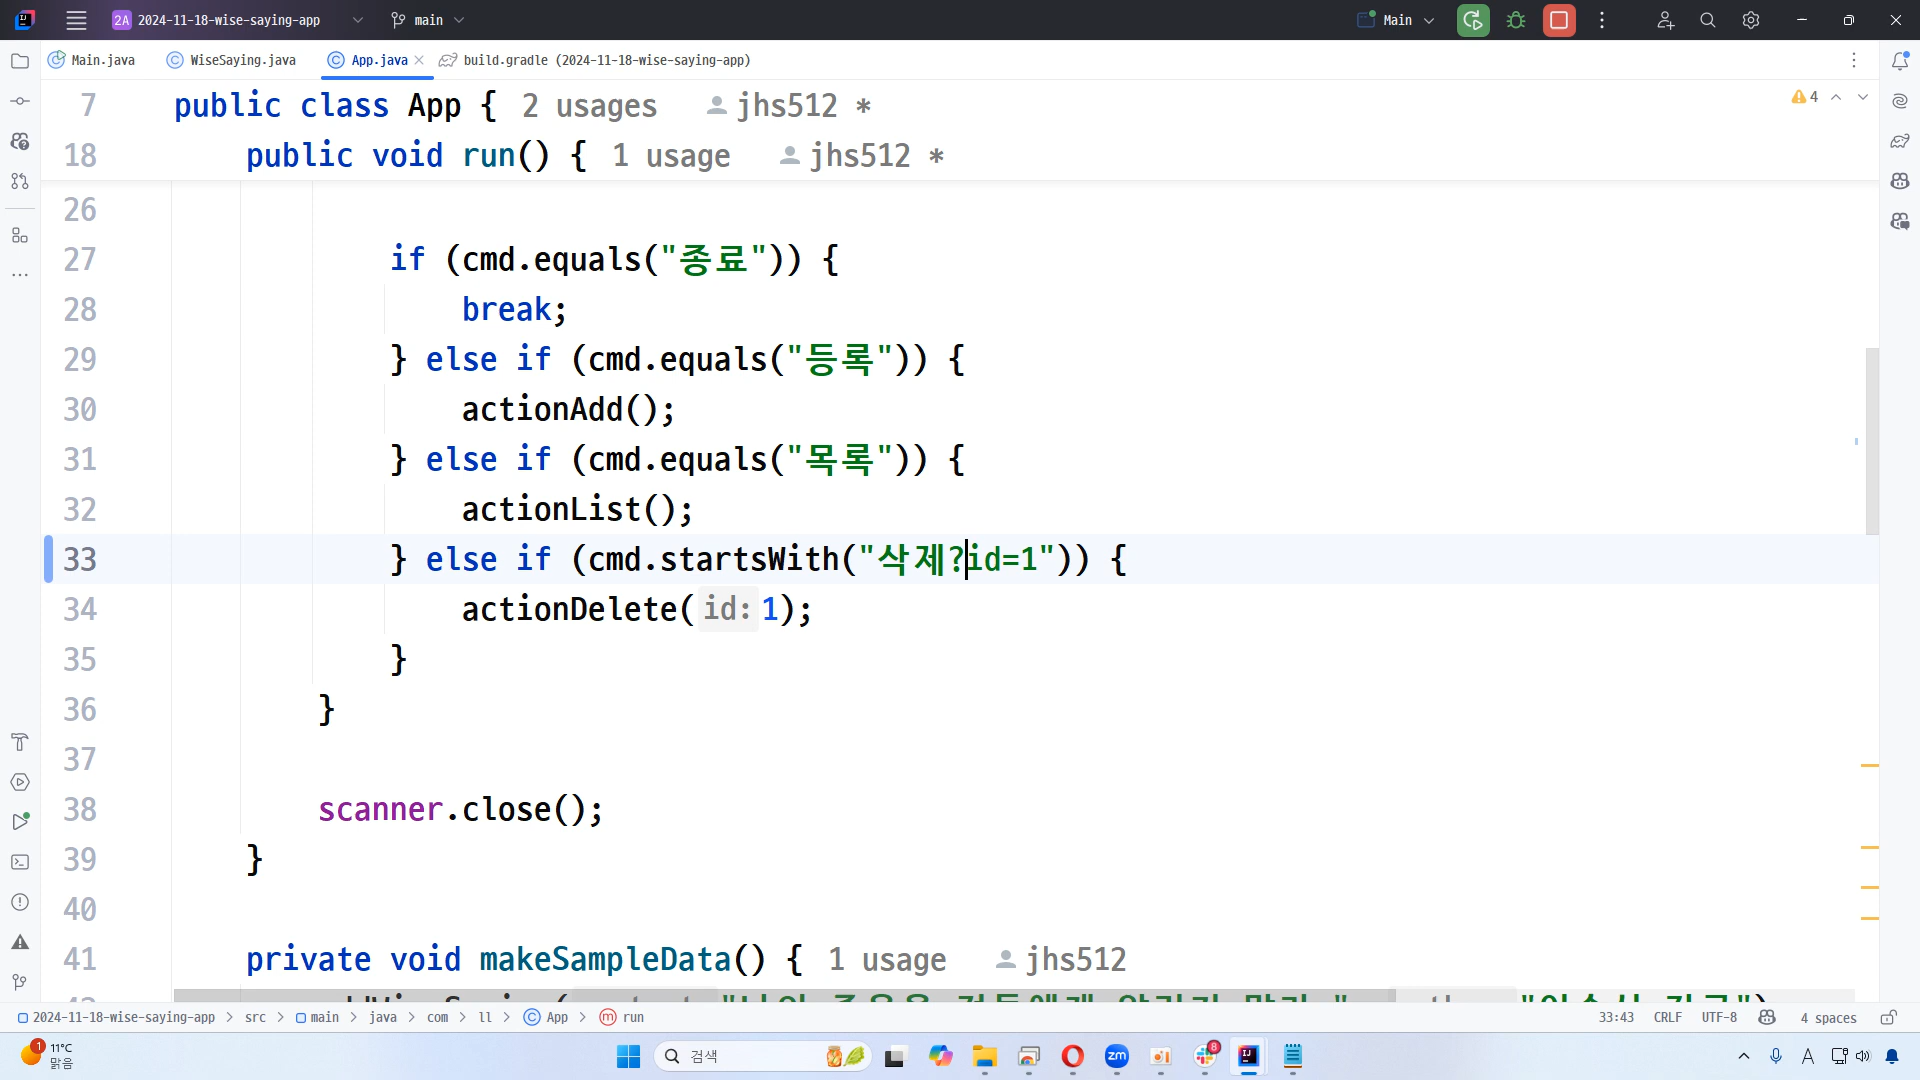 2A 2024-11-18-wise-saying-app main Main
Main.java WiseSaying.java App.java build.gradle (2024-11-18-wise-saying-app)
7 public class App { 2 usages jhs512 * 4
18 public void run() { 1 usage jhs512 *
26
27 if (cmd.equals("종료")) {
28 break;
29 } else if (cmd.equals("등록")) {
30 actionAdd();
31 } else if (cmd.equals("목록")) {
32 actionList();
33 } else if (cmd.startsWith("삭제?id=1")) {
34 actionDelete( id: 1);
35 }
36 }
37
38 scanner.close();
39 }
40
41 private void makeSampleData() { 1 usage jhs512
2024-11-18-wise-saying-app > src > main > java > com > ll > App > run 33:43 CRLF UTF-8 4 spaces
1 11°C
맑음
검색
zm
8
A